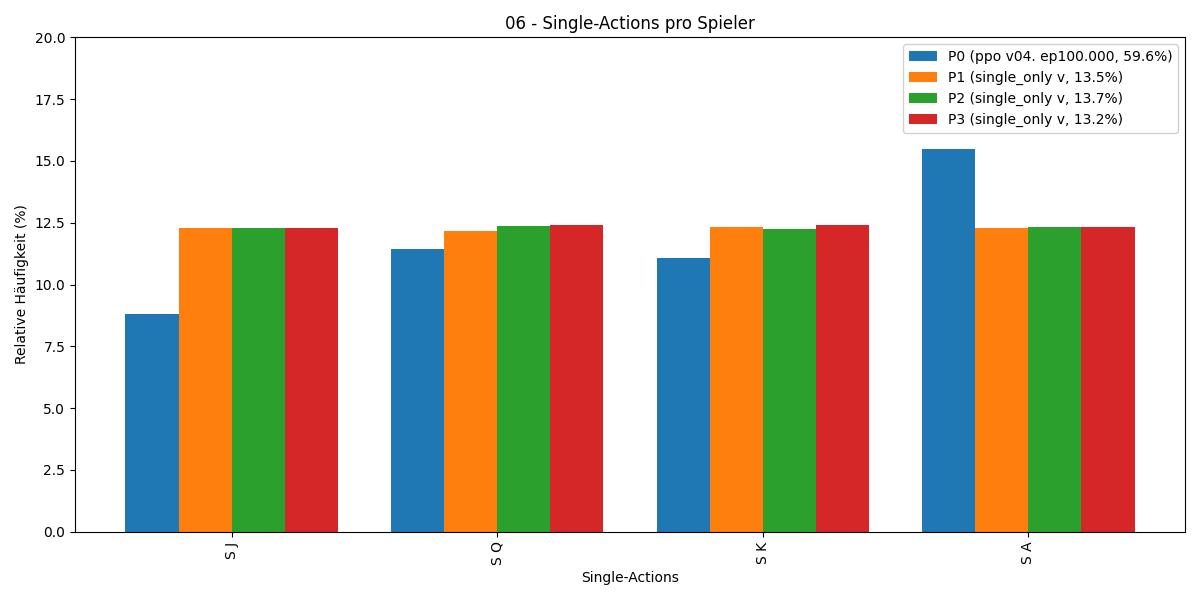 06 - Single-Actions pro Spieler
P0 (ppo v04. ep100.000, 59.6%)
P1 (single_only v, 13.5%)
P2 (single_only v, 13.7%)
P3 (single_only v, 13.2%)
Relative Häufigkeit (%)
20.0
17.5
15.0
12.5
10.0
7.5
5.0
2.5
0.0
S J
S Q
S K
S A
Single-Actions